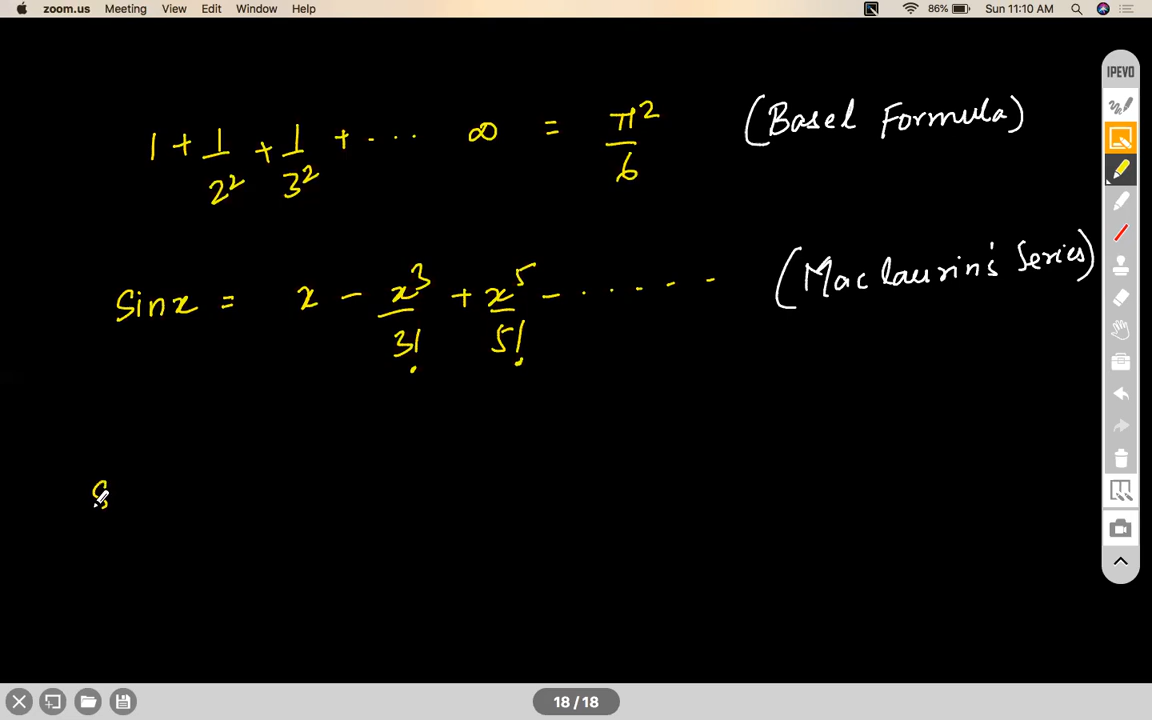 zoom.us Meeting View Edit Window Help 86% Sun 11:10 AM
IPEVO
1 + 1/2² + 1/3² + ... ∞ = π²/6 (Basel Formula)
Sin x = x - x³/3! + x⁵/5! - ....... (Maclaurin's Series)
S
18 / 18